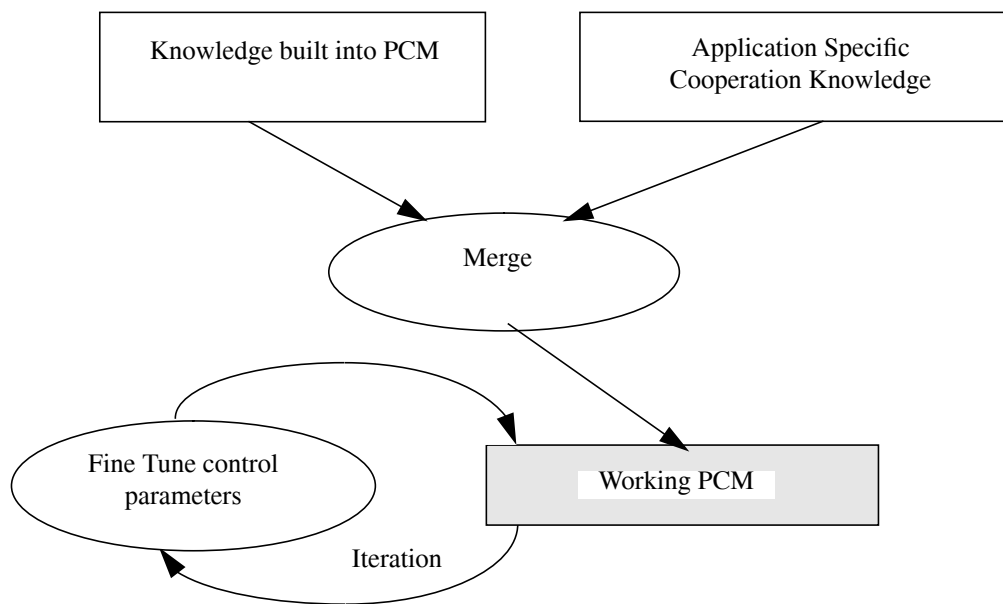 Knowledge built into PCM
Application Specific
Cooperation Knowledge
Merge
Fine Tune control
parameters
Working PCM
Iteration